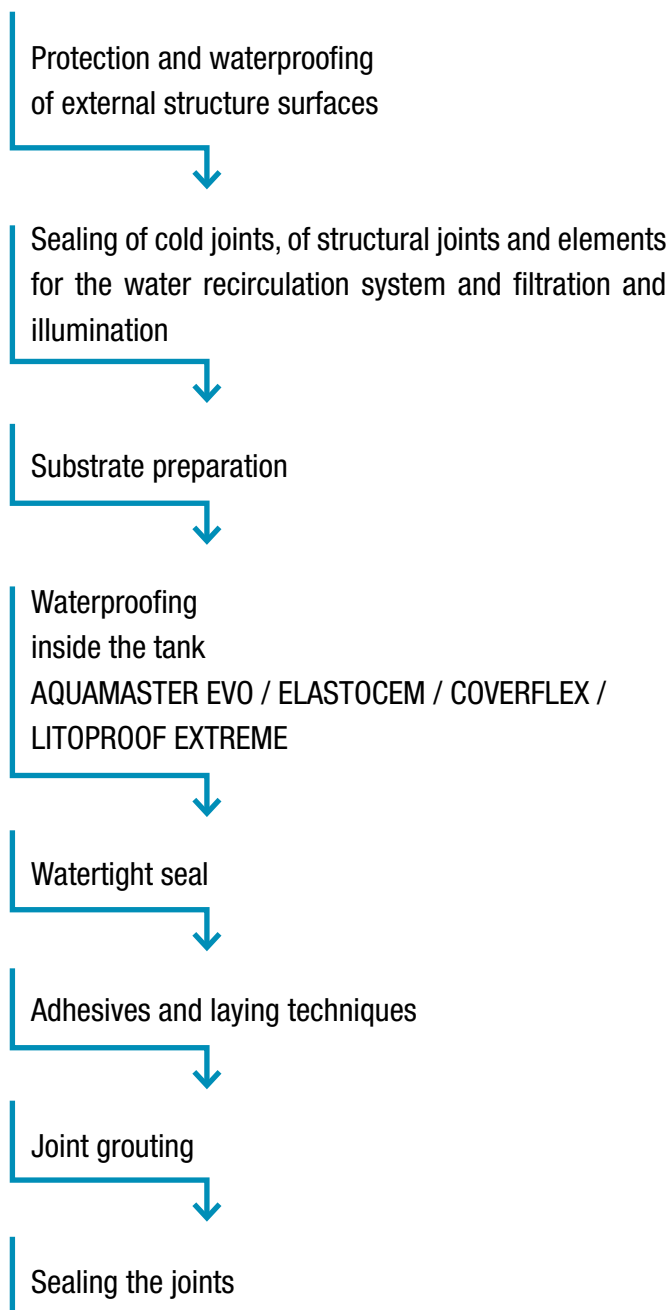 Protection and waterproofing
of external structure surfaces
Sealing of cold joints, of structural joints and elements
for the water recirculation system and filtration and
illumination
Substrate preparation
Waterproofing
inside the tank
AQUAMASTER EVO / ELASTOCEM / COVERFLEX /
LITOPROOF EXTREME
Watertight seal
Adhesives and laying techniques
Joint grouting
Sealing the joints